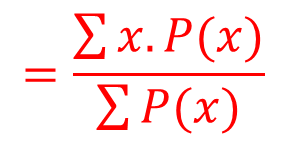 = ∑ x. P(x)
∑ P(x)